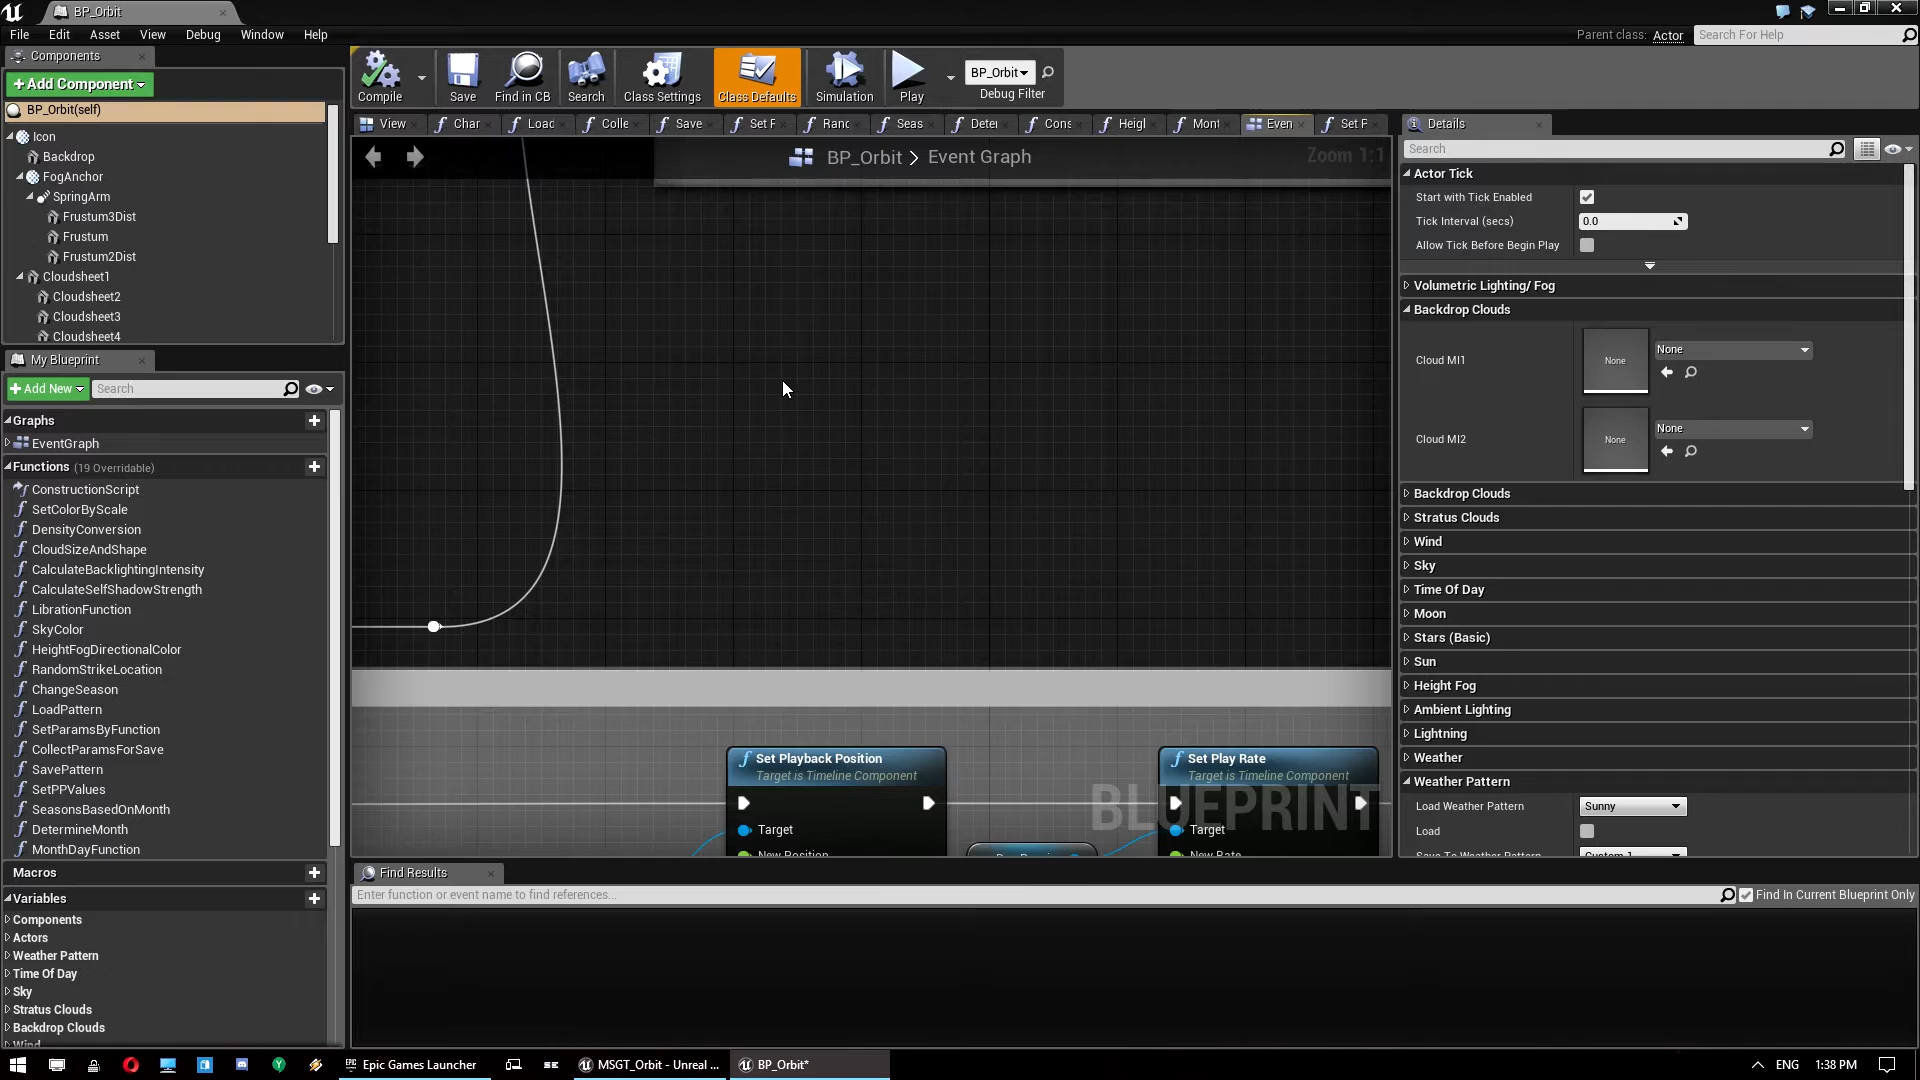 BP_Orbit
File Edit Asset View Debug Window Help
Parent class: Actor
Search For Help
Components
+Add Component
BP_Orbit(self)
Icon
Backdrop
FogAnchor
SpringArm
Frustum3Dist
Frustum
Frustum2Dist
Cloudsheet1
Cloudsheet2
Cloudsheet3
Cloudsheet4
My Blueprint
+Add New
Search
Graphs
EventGraph
Functions (19 Overridable)
ConstructionScript
SetColorByScale
DensityConversion
CloudSizeAndShape
CalculateBacklightingIntensity
CalculateSelfShadowStrength
LibrationFunction
SkyColor
HeightFogDirectionalColor
RandomStrikeLocation
ChangeSeason
LoadPattern
SetParamsByFunction
CollectParamsForSave
SavePattern
SetPPValues
SeasonsBasedOnMonth
DetermineMonth
MonthDayFunction
Macros
Variables
Components
Actors
Weather Pattern
Time Of Day
Sky
Stratus Clouds
Backdrop Clouds
Wind
Compile
Save
Find in CB
Search
Class Settings
Class Defaults
Simulation
Play
BP_Orbit
Debug Filter
View Char Load Colle Save Set F Ranc Seas Deter Cons Heigl Mont Even Set P
BP_Orbit > Event Graph
Zoom 1:1
Set Playback Position
Target is Timeline Component
Target
New Position
Set Play Rate
Target is Timeline Component
Target
New Rate
BLUEPRINT
Find Results
Enter function or event name to find references...
Find In Current Blueprint Only
Details
Search
Actor Tick
Start with Tick Enabled
Tick Interval (secs) 0.0
Allow Tick Before Begin Play
Volumetric Lighting/ Fog
Backdrop Clouds
Cloud MI1
None
None
Cloud MI2
None
None
Backdrop Clouds
Stratus Clouds
Wind
Sky
Time Of Day
Moon
Stars (Basic)
Sun
Height Fog
Ambient Lighting
Lightning
Weather
Weather Pattern
Load Weather Pattern Sunny
Load
Save To Weather Pattern Custom 1
Epic Games Launcher
MSGT_Orbit - Unreal ...
BP_Orbit*
ENG
1:38 PM